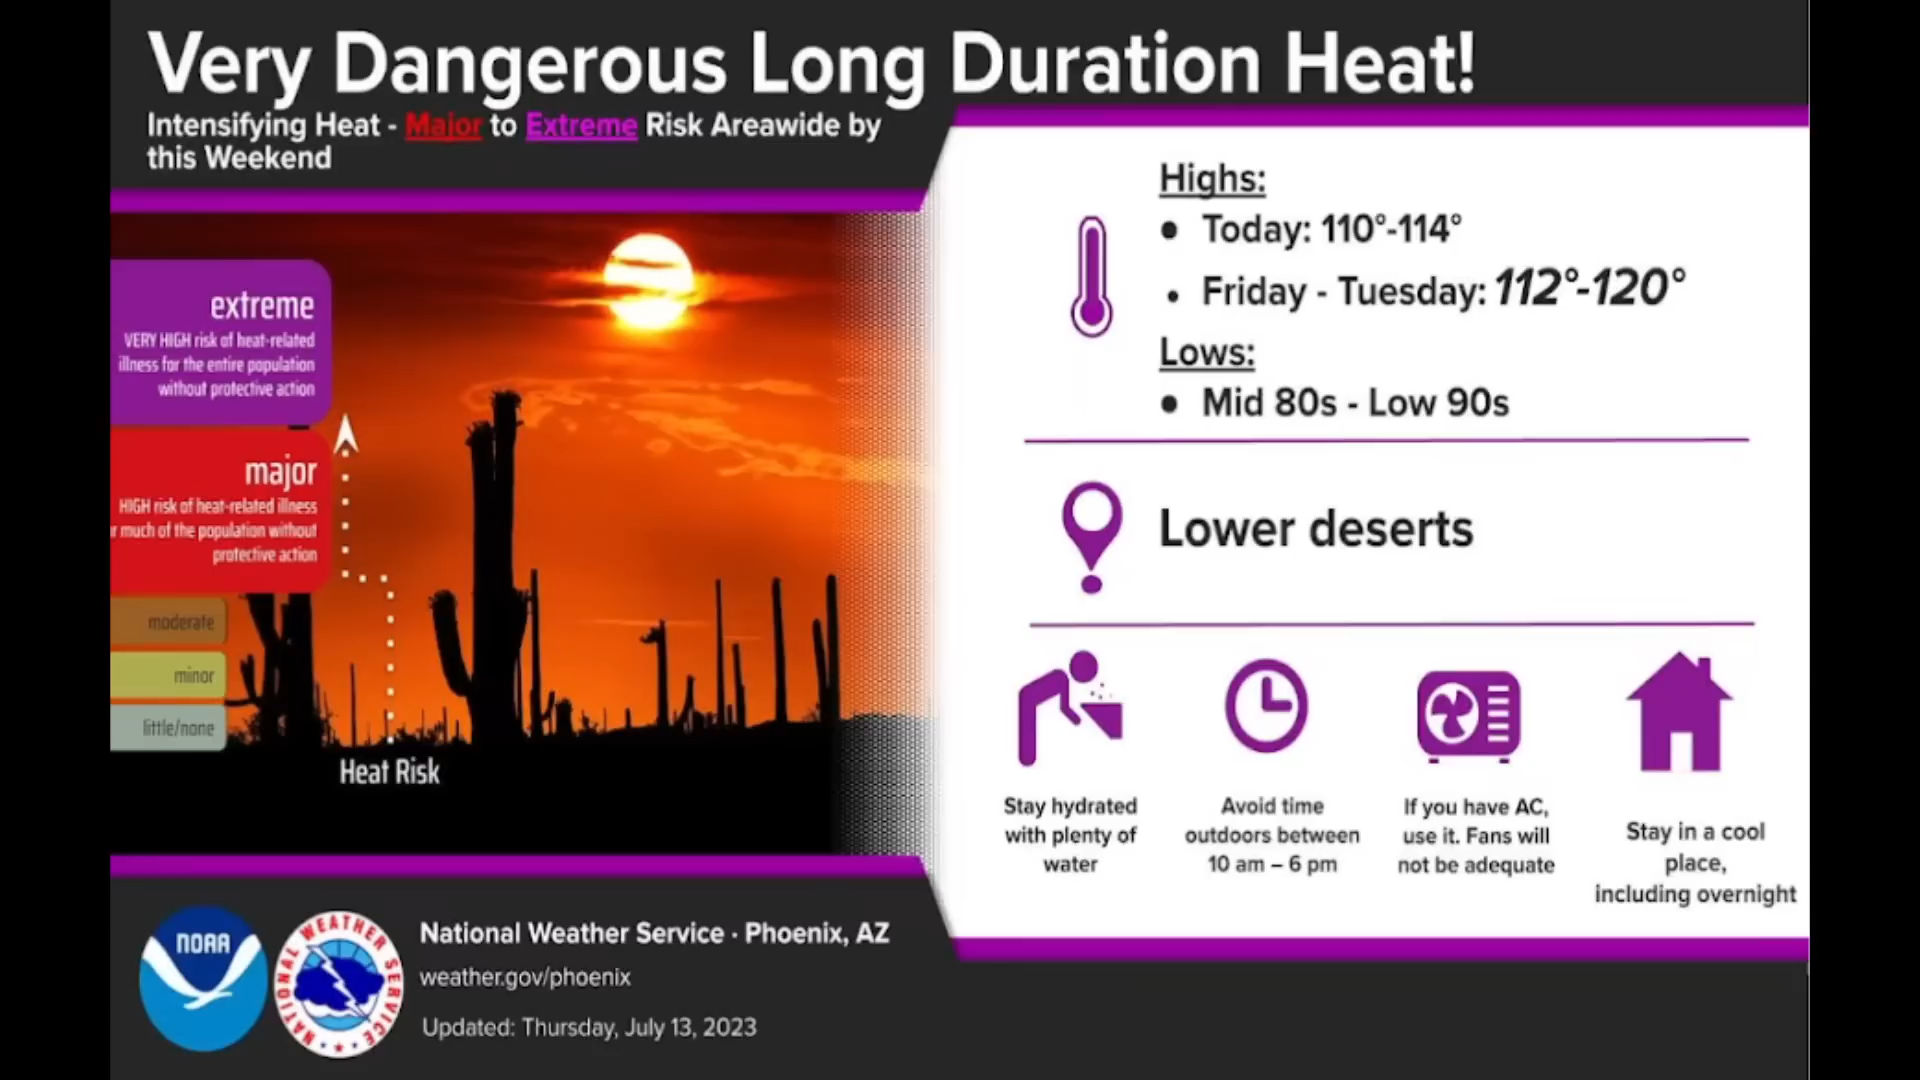 Very Dangerous Long Duration Heat!
Intensifying Heat - Major to Extreme Risk Areawide by
this Weekend
extreme
VERY HIGH risk of heat-related
illness for the entire population
without protective action
major
HIGH risk of heat-related illness
r much of the population without
protective action
moderate
minor
little/none
Heat Risk
Highs:
• Today: 110°-114°
• Friday - Tuesday: 112°-120°
Lows:
• Mid 80s - Low 90s
Lower deserts
Stay hydrated
with plenty of
water
Avoid time
outdoors between
10 am – 6 pm
If you have AC,
use it. Fans will
not be adequate
Stay in a cool
place,
including overnight
NOAA
NATIONAL WEATHER SERVICE
National Weather Service · Phoenix, AZ
weather.gov/phoenix
Updated: Thursday, July 13, 2023